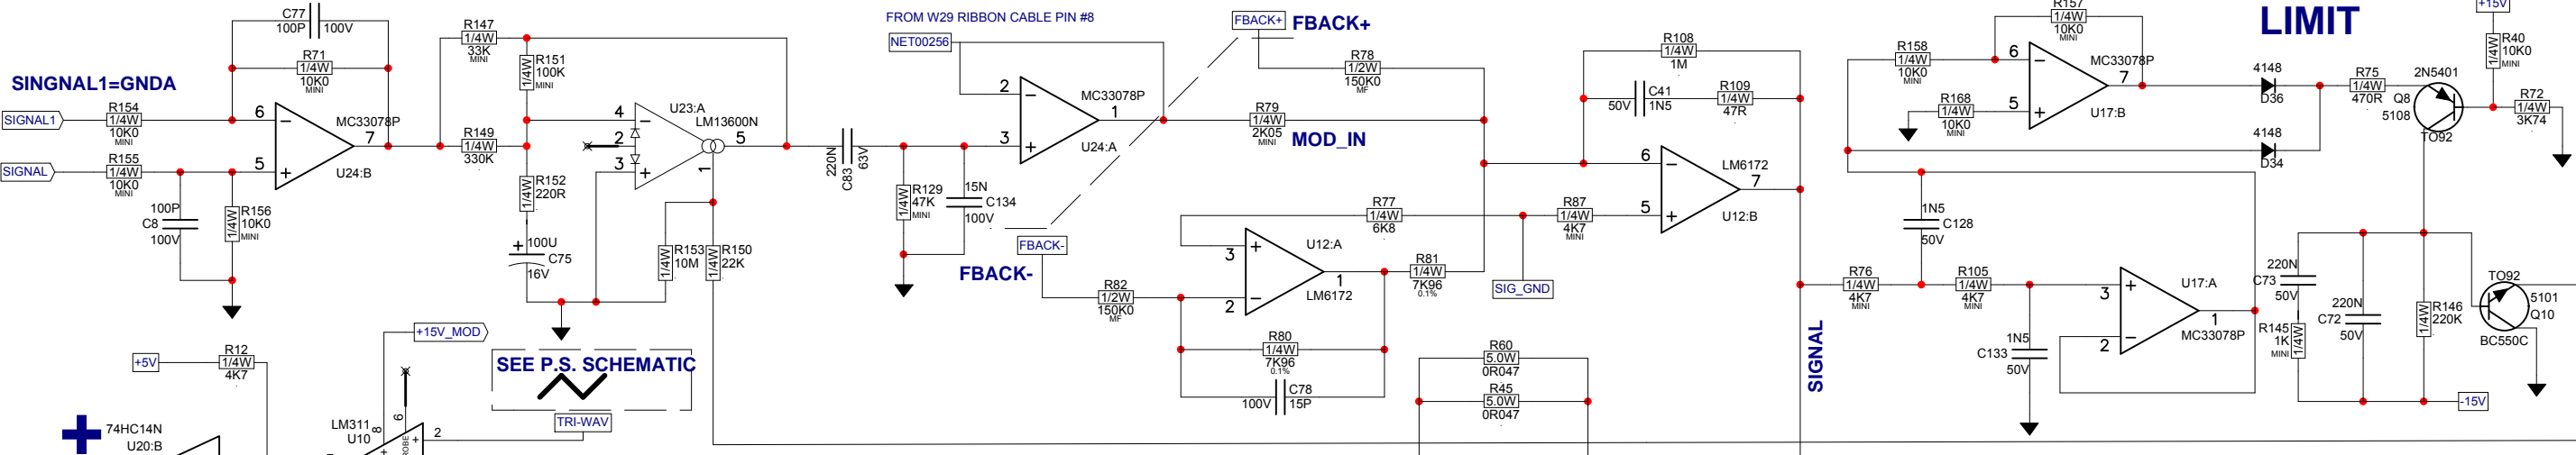 C77
100P 100V
R71
1/4W
10K0
MINI
SINGNAL1=GNDA
SIGNAL1
R154
1/4W
10K0
MINI
SIGNAL
R155
1/4W
10K0
MINI
100P
C8
100V
R156
1/4W
10K0
MINI
6
5
7
MC33078P
U24:B
R147
1/4W
33K
MINI
R149
1/4W
330K
R151
1/4W
100K
MINI
R152
1/4W
220R
100U
C75
16V
U23:A
LM13600N
4
2
3
5
1
R153
1/4W
10M
R150
1/4W
22K
220N
C83
63V
FROM W29 RIBBON CABLE PIN #8
NET00256
R129
1/4W
47K
MINI
15N
C134
100V
2
3
1
MC33078P
U24:A
FBACK+
FBACK+
R78
1/2W
150K0
MF
R79
1/4W
2K05
MINI
MOD_IN
FBACK-
FBACK-
R82
1/2W
150K0
MF
3
2
1
U12:A
LM6172
R77
1/4W
6K8
R81
1/4W
7K96
0.1%
R80
1/4W
7K96
0.1%
C78
100V 15P
R60
5.0W
0R047
R45
5.0W
0R047
SIG_GND
R87
1/4W
4K7
MINI
R108
1/4W
1M
C41
50V 1N5
R109
1/4W
47R
6
5
7
LM6172
U12:B
SIGNAL
R76
1/4W
4K7
MINI
1N5
C128
50V
R105
1/4W
4K7
MINI
1N5
C133
50V
3
2
1
U17:A
MC33078P
R158
1/4W
10K0
MINI
R168
1/4W
10K0
MINI
R157
1/4W
10K0
MINI
6
5
7
MC33078P
U17:B
LIMIT
4148
D36
4148
D34
R75
1/4W
470R
2N5401
Q8
5108
TO92
+15V
R40
1/4W
10K0
MINI
R72
1/4W
3K74
220N
C73
50V
R145
1K
MINI
1/4W
220N
C72
50V
R146
1/4W
220K
TO92
5101
Q10
BC550C
-15V
+15V_MOD
+5V
R12
1/4W
4K7
SEE P.S. SCHEMATIC
TRI-WAV
74HC14N
U20:B
LM311
U10
8
6
2